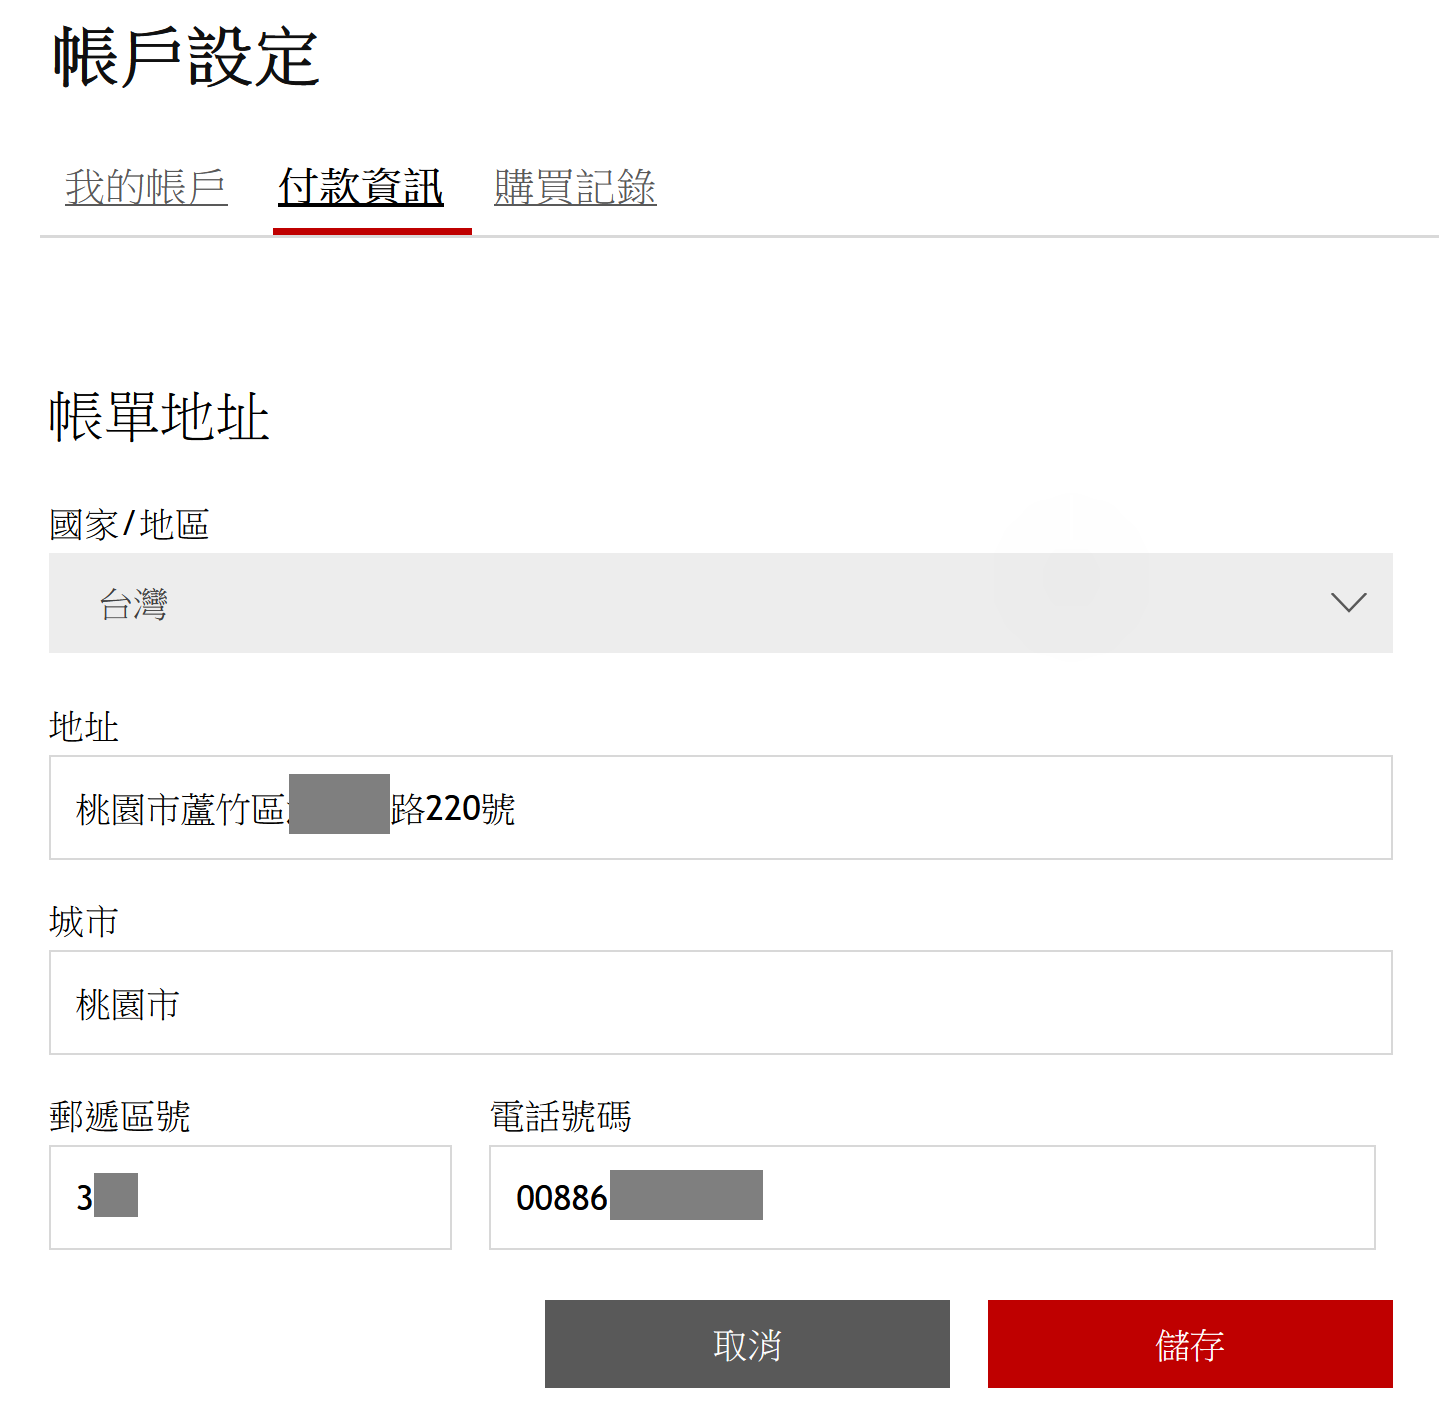 帳戶設定
我的帳戶 付款資訊 購買記錄
帳單地址
國家/地區
台灣
地址
桃園市蘆竹區 路220號
城市
桃園市
郵遞區號 電話號碼
3 00886
取消 儲存